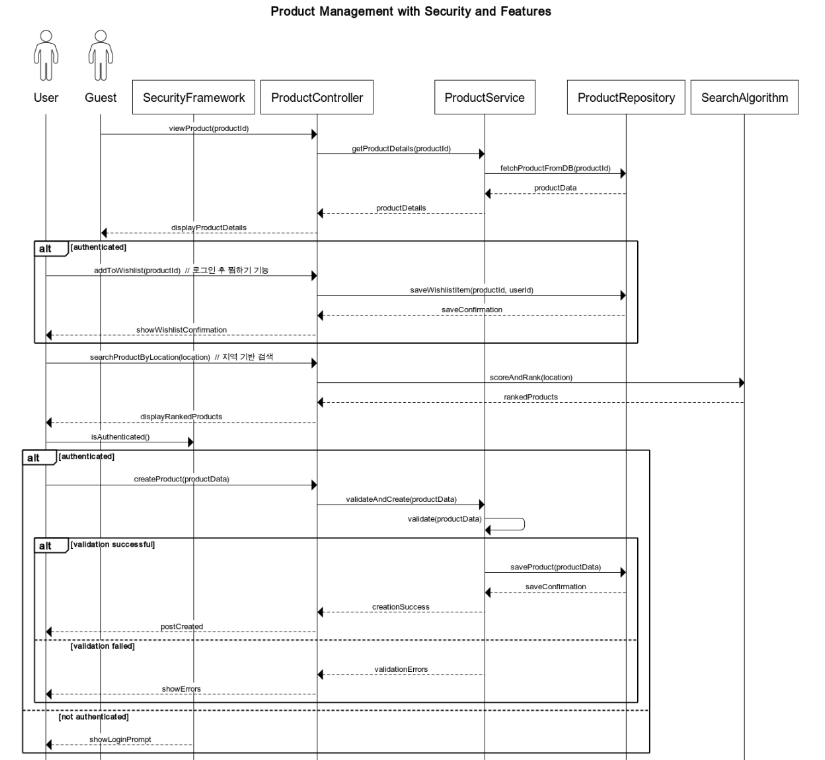 Product Management with Security and Features
User Guest SecurityFramework ProductController ProductService ProductRepository SearchAlgorithm
viewProduct(productId)
getProductDetails(productId)
fetchProductFromDB(productId)
productData
productDetails
displayProductDetails
alt [authenticated]
addToWishlist(productId) // 로그인 후 찜하기 기능
saveWishlistItem(productId, userId)
saveConfirmation
showWishlistConfirmation
searchProductByLocation(location) // 지역 기반 검색
scoreAndRank(location)
rankedProducts
displayRankedProducts
isAuthenticated()
alt [authenticated]
createProduct(productData)
validateAndCreate(productData)
validate(productData)
alt [validation successful]
saveProduct(productData)
saveConfirmation
creationSuccess
postCreated
[validation failed]
validationErrors
showErrors
[not authenticated]
showLoginPrompt